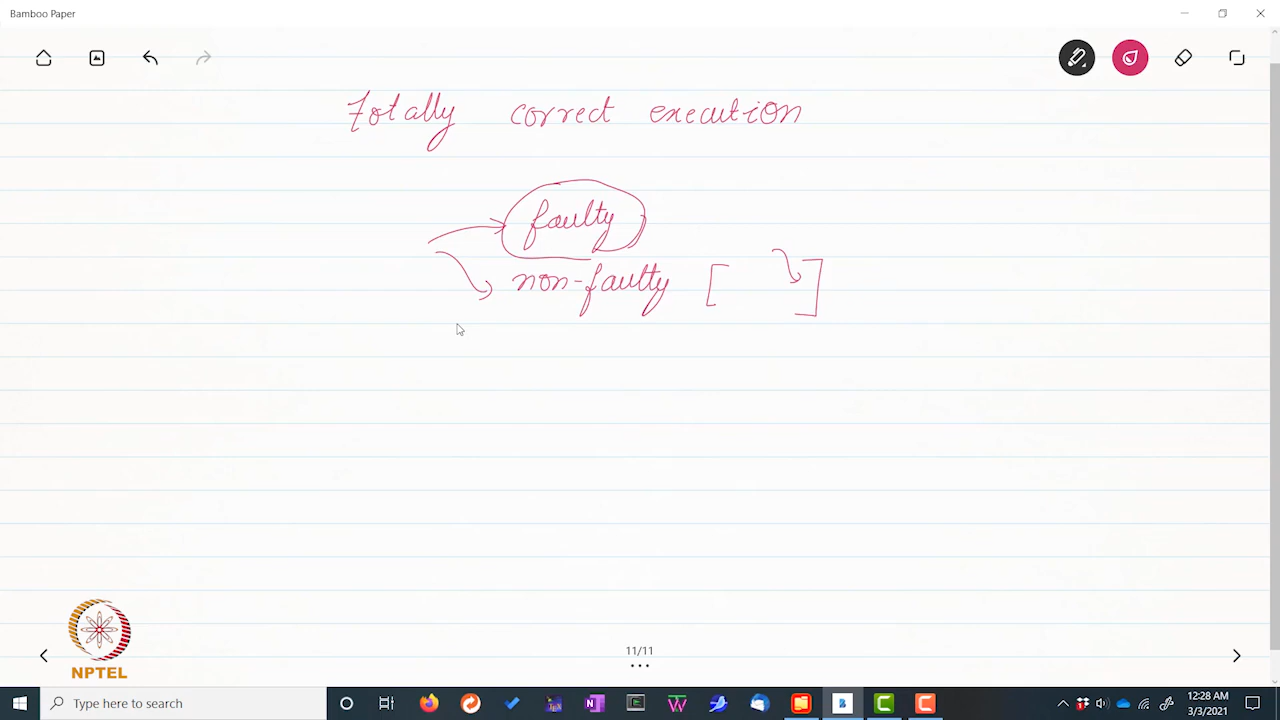 Bamboo Paper
Totally correct execution
faulty
non-faulty [ ]
11/11
NPTEL
Type here to search
12:28 AM
3/3/2021